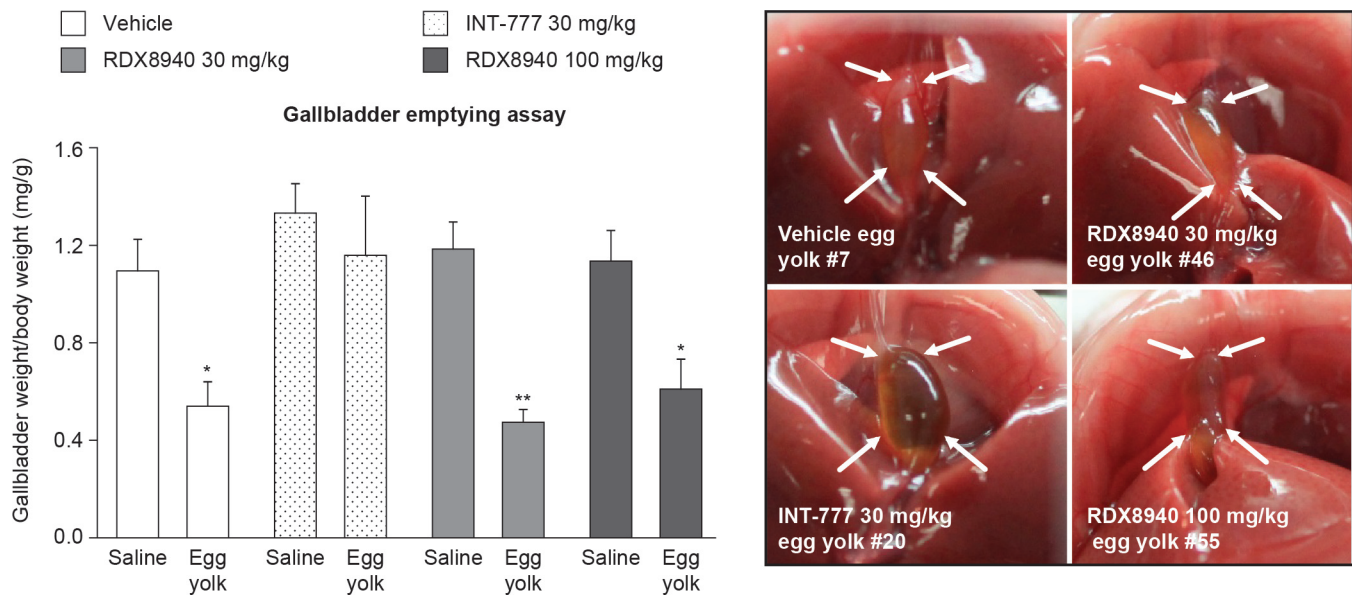 Vehicle
INT-777 30 mg/kg
RDX8940 30 mg/kg
RDX8940 100 mg/kg
Gallbladder emptying assay
Gallbladder weight/body weight (mg/g)
1.6
1.2
0.8
0.4
0.0
*
**
*
Saline
Egg
yolk
Saline
Egg
yolk
Saline
Egg
yolk
Saline
Egg
yolk
Vehicle egg
yolk #7
RDX8940 30 mg/kg
egg yolk #46
INT-777 30 mg/kg
egg yolk #20
RDX8940 100 mg/kg
egg yolk #55